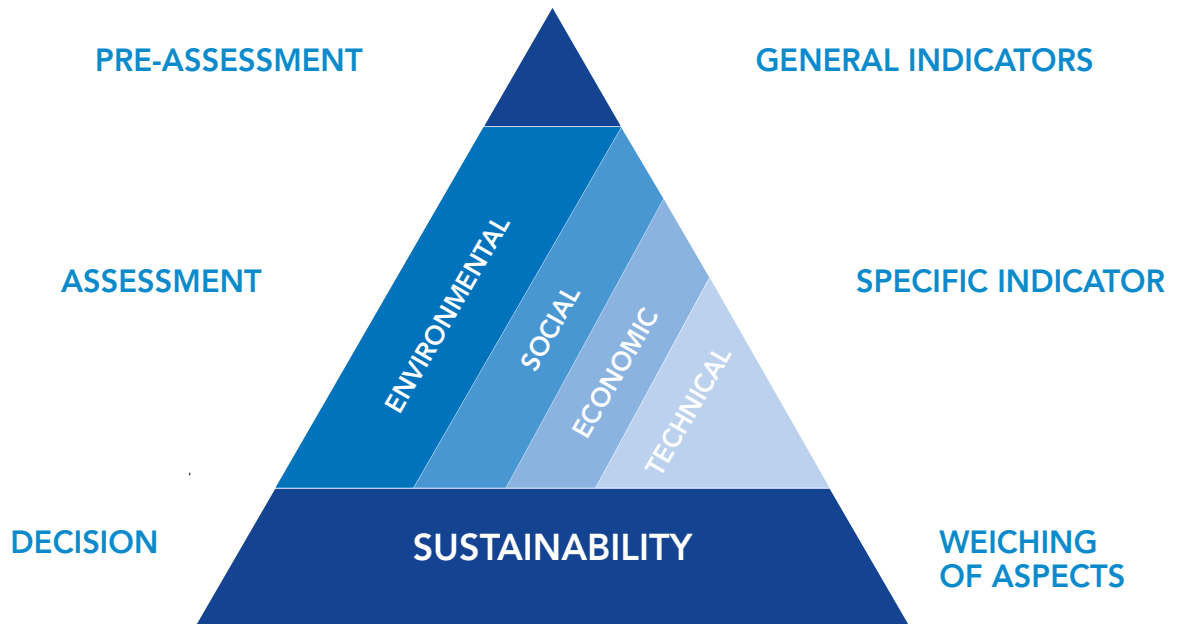 PRE-ASSESSMENT
GENERAL INDICATORS
ASSESSMENT
SPECIFIC INDICATOR
ENVIRONMENTAL
SOCIAL
ECONOMIC
TECHNICAL
DECISION
SUSTAINABILITY
WEICHING
OF ASPECTS